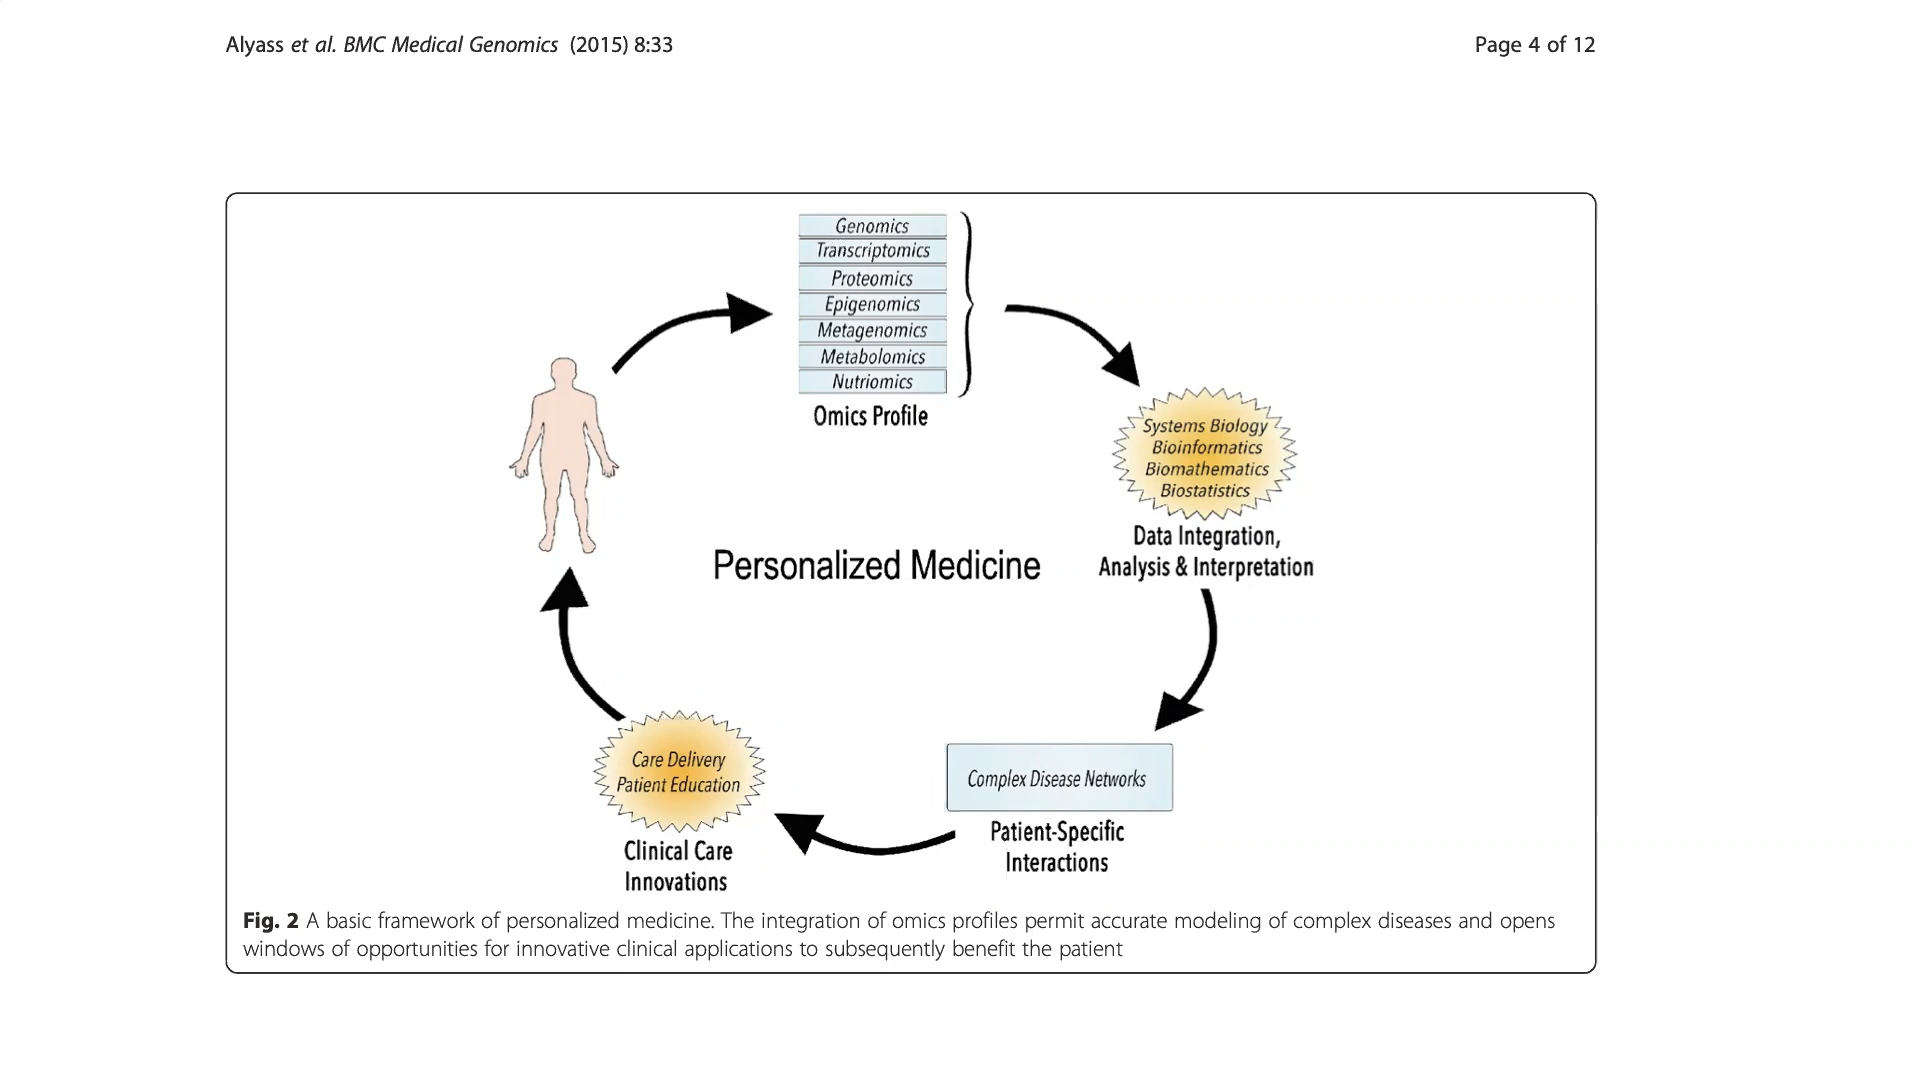 Alyass et al. BMC Medical Genomics (2015) 8:33
Page 4 of 12
Genomics
Transcriptomics
Proteomics
Epigenomics
Metagenomics
Metabolomics
Nutriomics
Omics Profile
Systems Biology
Bioinformatics
Biomathematics
Biostatistics
Data Integration,
Analysis & Interpretation
Personalized Medicine
Complex Disease Networks
Patient-Specific
Interactions
Care Delivery
Patient Education
Clinical Care
Innovations
Fig. 2 A basic framework of personalized medicine. The integration of omics profiles permit accurate modeling of complex diseases and opens
windows of opportunities for innovative clinical applications to subsequently benefit the patient